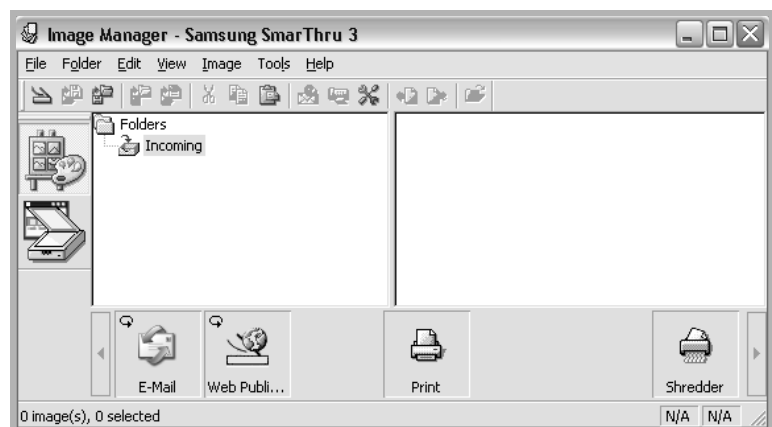 Image Manager - Samsung SmarThru 3
File Folder Edit View Image Tools Help
Folders
Incoming
E-Mail Web Publi... Print Shredder
0 image(s), 0 selected N/A N/A